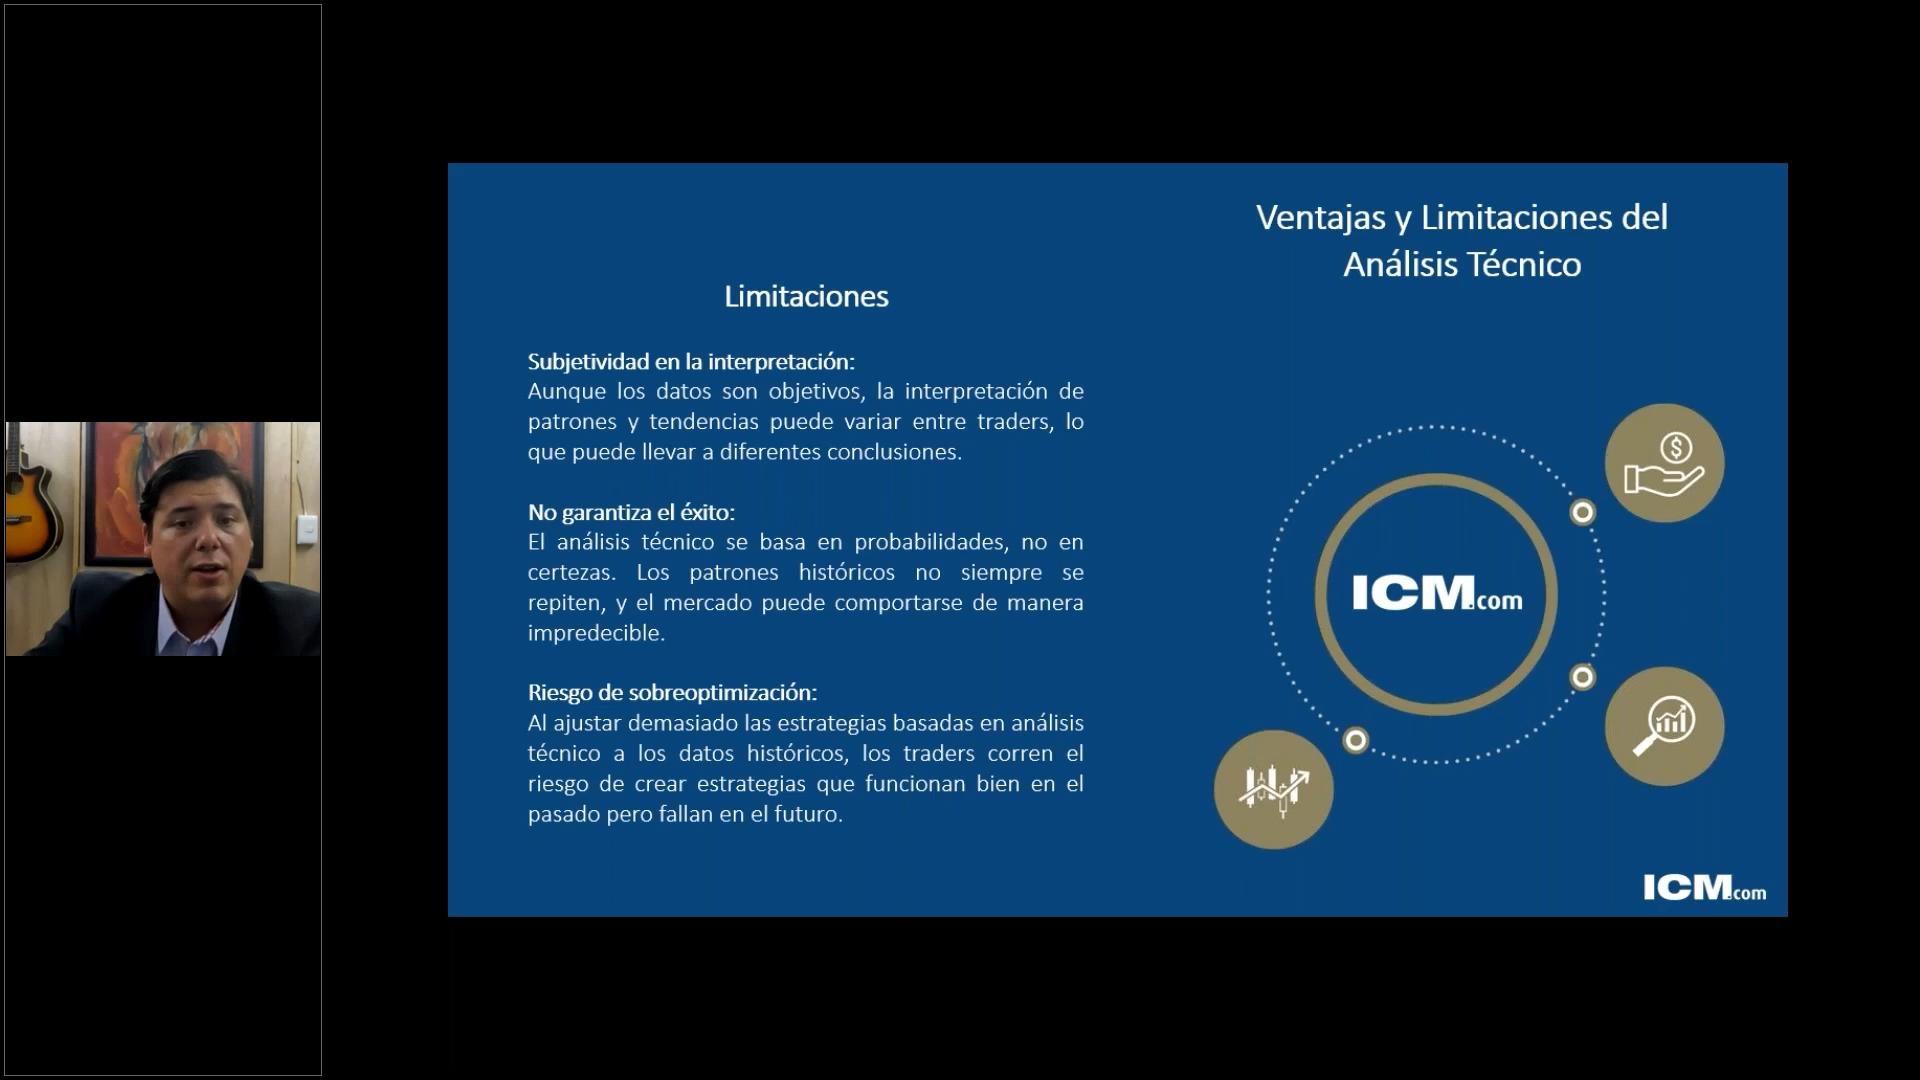 Ventajas y Limitaciones del
Análisis Técnico
Limitaciones
Subjetividad en la interpretación:
Aunque los datos son objetivos, la interpretación de
patrones y tendencias puede variar entre traders, lo
que puede llevar a diferentes conclusiones.
No garantiza el éxito:
El análisis técnico se basa en probabilidades, no en
certezas. Los patrones históricos no siempre se
repiten, y el mercado puede comportarse de manera
impredecible.
Riesgo de sobreoptimización:
Al ajustar demasiado las estrategias basadas en análisis
técnico a los datos históricos, los traders corren el
riesgo de crear estrategias que funcionan bien en el
pasado pero fallan en el futuro.
$
ICM.com
ICM.com